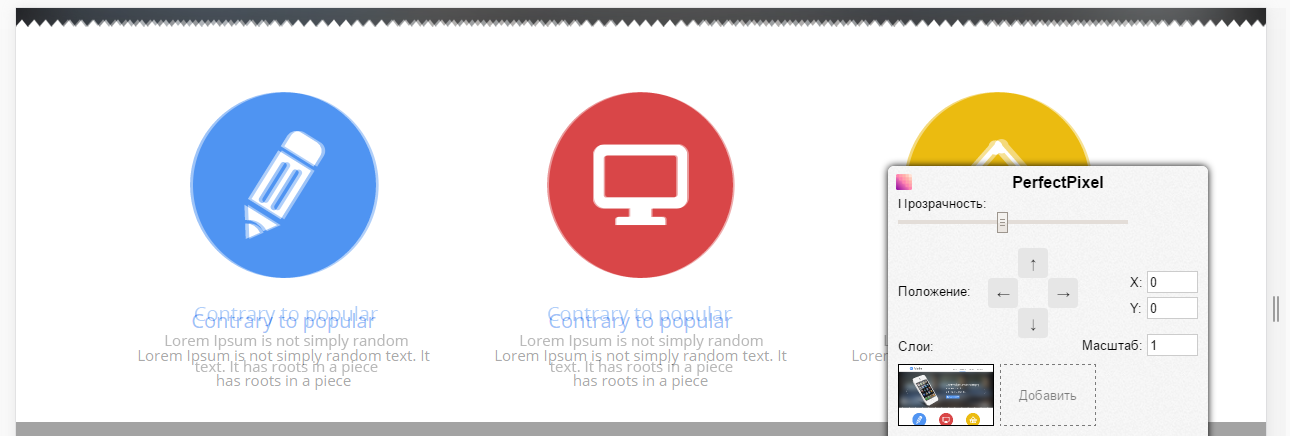 Contrary to popular
Contrary to popular
Lorem Ipsum is not simply random
Lorem Ipsum is not simply random text. It
text. It has roots in a piece
has roots in a piece
Contrary to popular
Contrary to popular
Lorem Ipsum is not simply random
Lorem Ipsum is not simply random text. It
text. It has roots in a piece
has roots in a piece
L
Lorem
PerfectPixel
Прозрачность:
↑
Положение:
←
→
X: 0
Y: 0
↓
Слои:
Масштаб: 1
Добавить